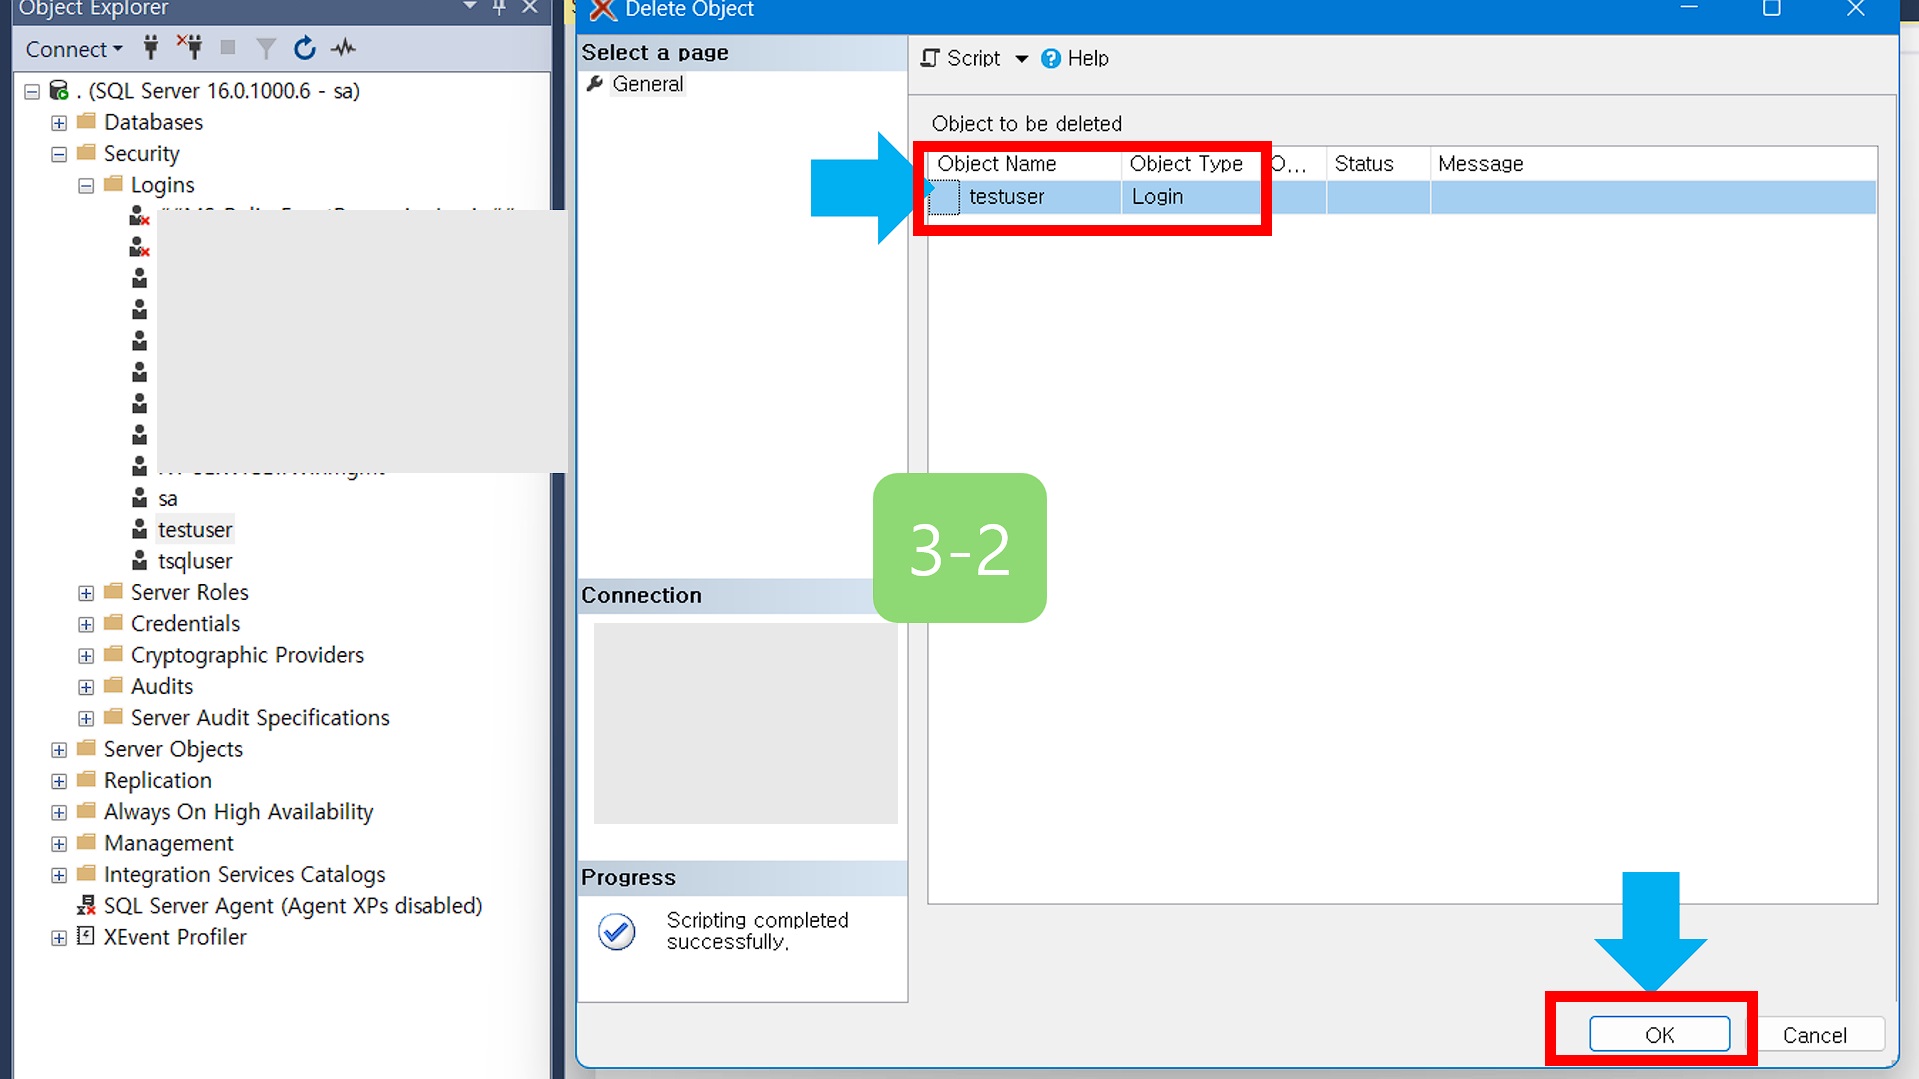 Object Explorer
Connect
. (SQL Server 16.0.1000.6 - sa)
Databases
Security
Logins
sa
testuser
tsqluser
Server Roles
Credentials
Cryptographic Providers
Audits
Server Audit Specifications
Server Objects
Replication
Always On High Availability
Management
Integration Services Catalogs
SQL Server Agent (Agent XPs disabled)
XEvent Profiler
Delete Object
Select a page
General
Script
Help
Object to be deleted
Object Name Object Type O... Status Message
testuser Login
3-2
Connection
Progress
Scripting completed
successfully.
OK
Cancel